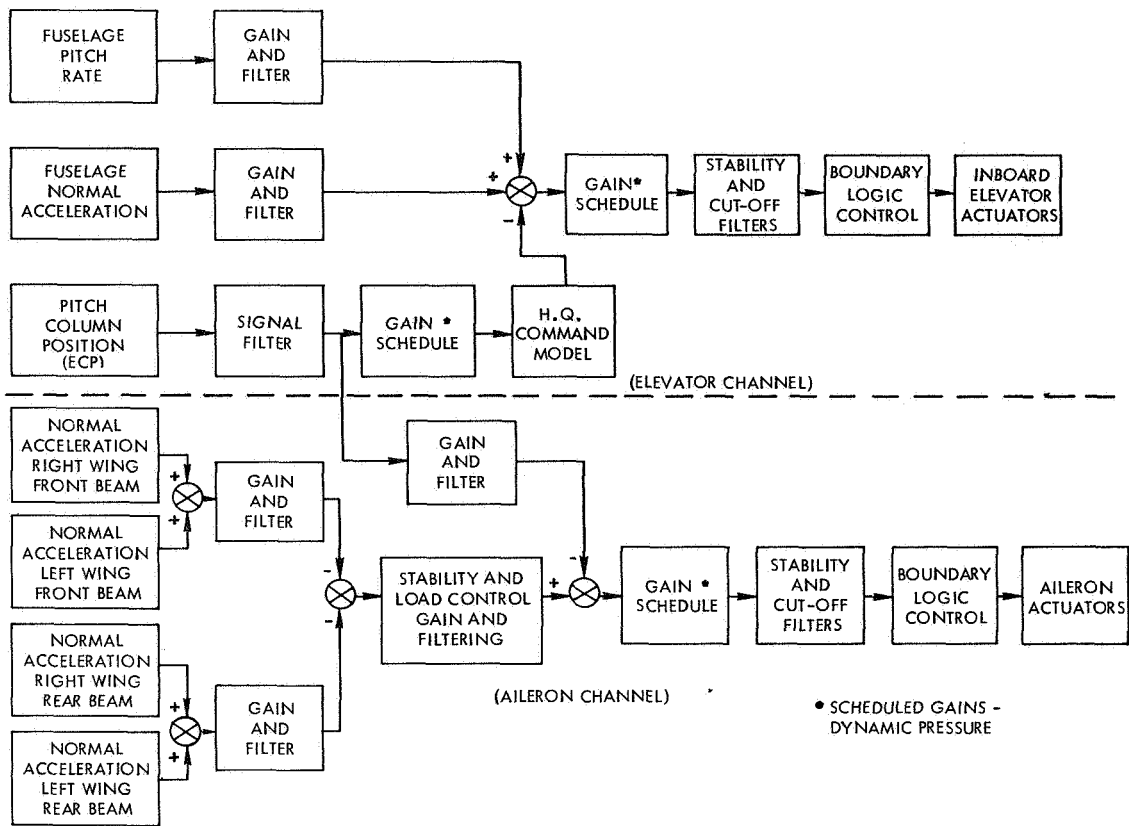 FUSELAGE
PITCH
RATE
GAIN
AND
FILTER
FUSELAGE
NORMAL
ACCELERATION
GAIN
AND
FILTER
+
+
-
GAIN*
SCHEDULE
STABILITY
AND
CUT-OFF
FILTERS
BOUNDARY
LOGIC
CONTROL
INBOARD
ELEVATOR
ACTUATORS
PITCH
COLUMN
POSITION
(ECP)
SIGNAL
FILTER
GAIN *
SCHEDULE
H.Q.
COMMAND
MODEL
(ELEVATOR CHANNEL)
NORMAL
ACCELERATION
RIGHT WING
FRONT BEAM
+
+
NORMAL
ACCELERATION
LEFT WING
FRONT BEAM
GAIN
AND
FILTER
GAIN
AND
FILTER
-
-
STABILITY AND
LOAD CONTROL
GAIN AND
FILTERING
+
-
GAIN *
SCHEDULE
STABILITY
AND
CUT-OFF
FILTERS
BOUNDARY
LOGIC
CONTROL
AILERON
ACTUATORS
NORMAL
ACCELERATION
RIGHT WING
REAR BEAM
+
+
NORMAL
ACCELERATION
LEFT WING
REAR BEAM
GAIN
AND
FILTER
(AILERON CHANNEL)
* SCHEDULED GAINS -
DYNAMIC PRESSURE